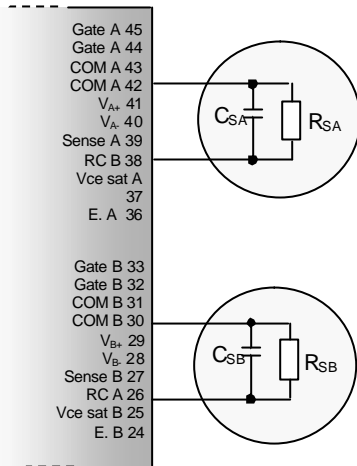 Gate A 45
Gate A 44
COM A 43
COM A 42
VA+ 41
VA- 40
Sense A 39
RC B 38
Vce sat A
37
E. A 36
CSA
RSA
Gate B 33
Gate B 32
COM B 31
COM B 30
VB+ 29
VB- 28
Sense B 27
RC A 26
Vce sat B 25
E. B 24
CSB
RSB